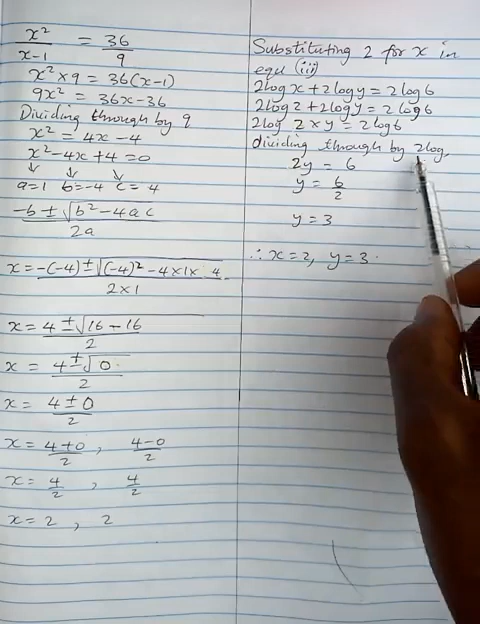 x²/x-1 = 36/9
x² × 9 = 36(x-1)
9x² = 36x - 36
Dividing through by 9
x² = 4x - 4
x² - 4x + 4 = 0
↓ ↓ ↓
a=1 b=-4 c=4
-b ± √b² - 4ac / 2a
x = -(-4) ± √(-4)² - 4×1×4 / 2×1
x = 4 ± √16 - 16 / 2
x = 4 ± √0 / 2
x = 4 ± 0 / 2
x = 4+0/2 , 4-0/2
x = 4/2 , 4/2
x = 2 , 2
Substituting 2 for x in
equ (iii)
2log x + 2log y = 2log 6
2log 2 + 2log y = 2log 6
2log 2 × y = 2log 6
dividing through by 2log.
2y = 6
y = 6/2
y = 3
∴ x = 2, y = 3.